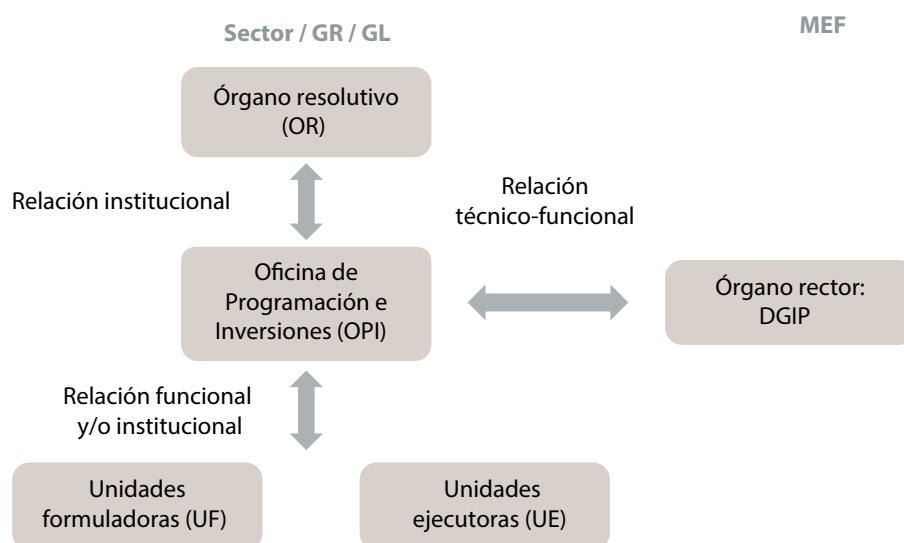 Sector / GR / GL
MEF
Órgano resolutivo
(OR)
Relación institucional
Relación
técnico-funcional
Oficina de
Programación e
Inversiones (OPI)
Órgano rector:
DGIP
Relación funcional
y/o institucional
Unidades
formuladoras (UF)
Unidades
ejecutoras (UE)